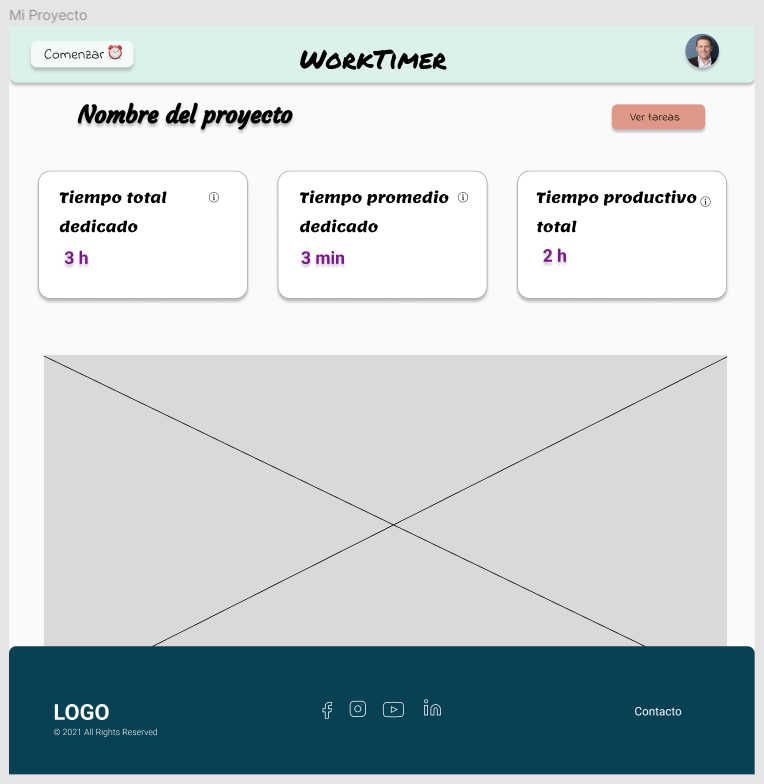 Mi Proyecto
Comenzar ⏰
WorkTimer
Nombre del proyecto
Ver tareas
Tiempo total
dedicado
3 h
Tiempo promedio
dedicado
3 min
Tiempo productivo
total
2 h
LOGO
© 2021 All Rights Reserved
Contacto